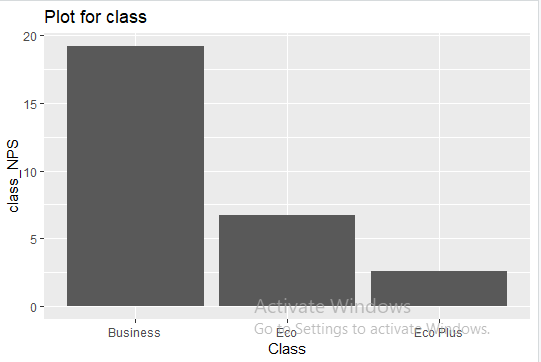 Plot for class
20
15
10
5
0
class_NPS
Business
Eco
Eco Plus
Class
Activate Windows
Go to Settings to activate Windows.